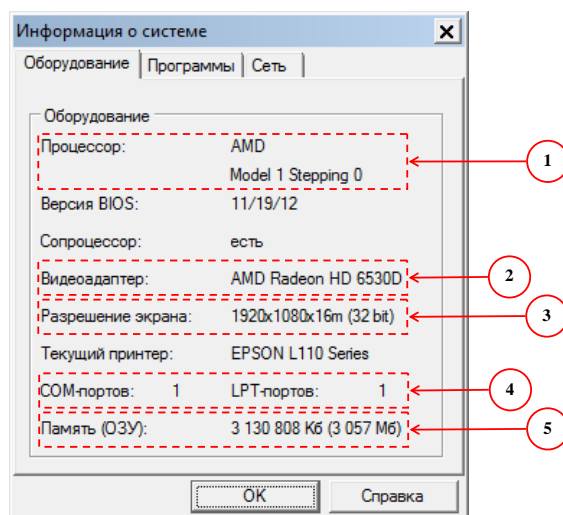 Информация о системе
Оборудование Программы Сеть
Оборудование
Процессор: AMD
Model 1 Stepping 0
1
Версия BIOS: 11/19/12
Сопроцессор: есть
Видеоадаптер: AMD Radeon HD 6530D
2
Разрешение экрана: 1920x1080x16m (32 bit)
3
Текущий принтер: EPSON L110 Series
COM-портов: 1 LPT-портов: 1
4
Память (ОЗУ): 3 130 808 Кб (3 057 Мб)
5
OK Справка